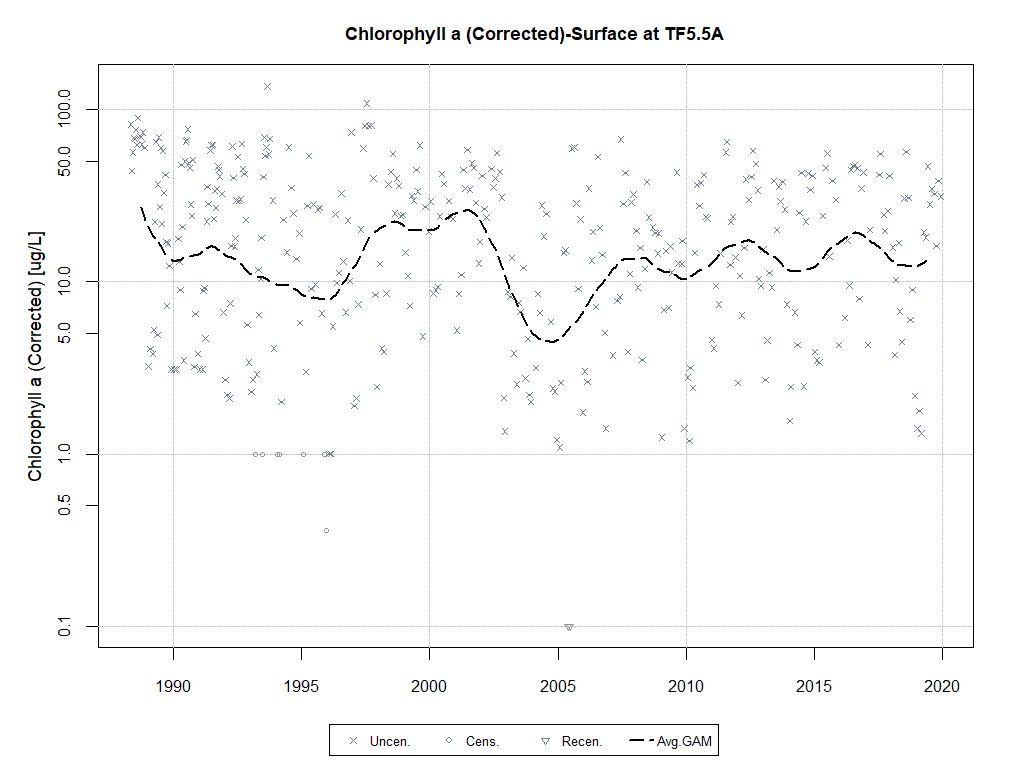 Chlorophyll a (Corrected)-Surface at TF5.5A
Chlorophyll a (Corrected) [ug/L]
100.0
50.0
10.0
5.0
1.0
0.5
0.1
1990 1995 2000 2005 2010 2015 2020
Uncen. Cens. Recen. Avg.GAM